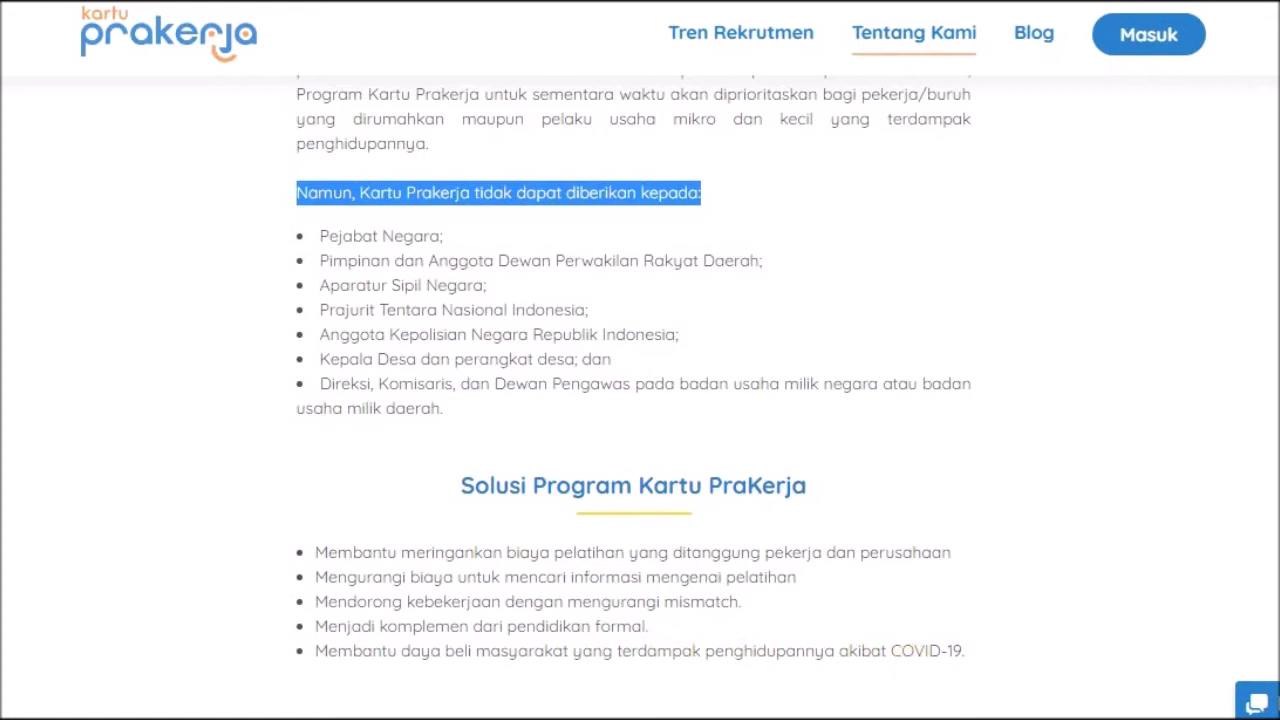 kartu
prakerja
Tren Rekrutmen
Tentang Kami
Blog
Masuk
Program Kartu Prakerja untuk sementara waktu akan diprioritaskan bagi pekerja/buruh
yang dirumahkan maupun pelaku usaha mikro dan kecil yang terdampak
penghidupannya.
Namun, Kartu Prakerja tidak dapat diberikan kepada:
• Pejabat Negara;
• Pimpinan dan Anggota Dewan Perwakilan Rakyat Daerah;
• Aparatur Sipil Negara;
• Prajurit Tentara Nasional Indonesia;
• Anggota Kepolisian Negara Republik Indonesia;
• Kepala Desa dan perangkat desa; dan
• Direksi, Komisaris, dan Dewan Pengawas pada badan usaha milik negara atau badan
usaha milik daerah.
Solusi Program Kartu PraKerja
• Membantu meringankan biaya pelatihan yang ditanggung pekerja dan perusahaan
• Mengurangi biaya untuk mencari informasi mengenai pelatihan
• Mendorong kebekerjaan dengan mengurangi mismatch.
• Menjadi komplemen dari pendidikan formal.
• Membantu daya beli masyarakat yang terdampak penghidupannya akibat COVID-19.